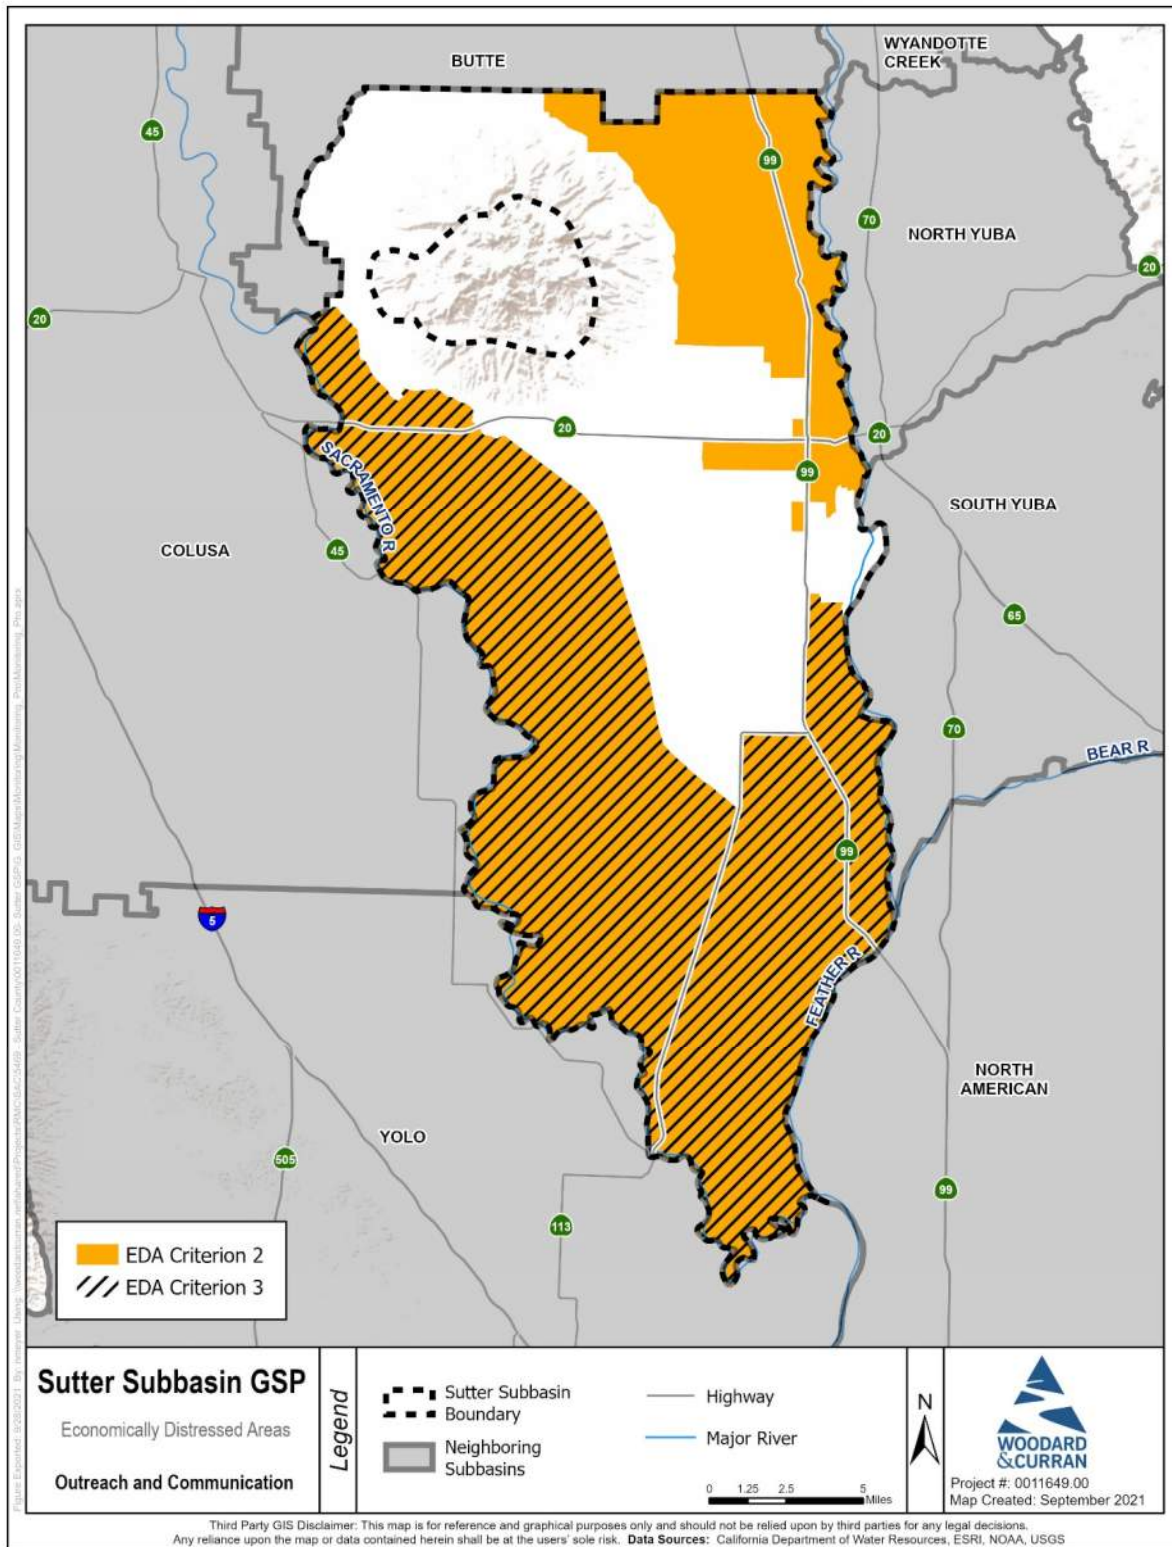 BUTTE
WYANDOTTE
CREEK
45
99
70
NORTH YUBA
20
20
20
20
99
SACRAMENTO R
SOUTH YUBA
COLUSA
45
65
70
BEAR R
99
5
FEATHER R
NORTH
AMERICAN
YOLO
505
99
113
EDA Criterion 2
EDA Criterion 3
Sutter Subbasin GSP
Economically Distressed Areas
Outreach and Communication
Legend
Sutter Subbasin
Boundary
Neighboring
Subbasins
Highway
Major River
0 1.25 2.5 5
Miles
N
WOODARD
&CURRAN
Project #: 0011649.00
Map Created: September 2021
Third Party GIS Disclaimer: This map is for reference and graphical purposes only and should not be relied upon by third parties for any legal decisions.
Any reliance upon the map or data contained herein shall be at the users' sole risk. Data Sources: California Department of Water Resources, ESRI, NOAA, USGS